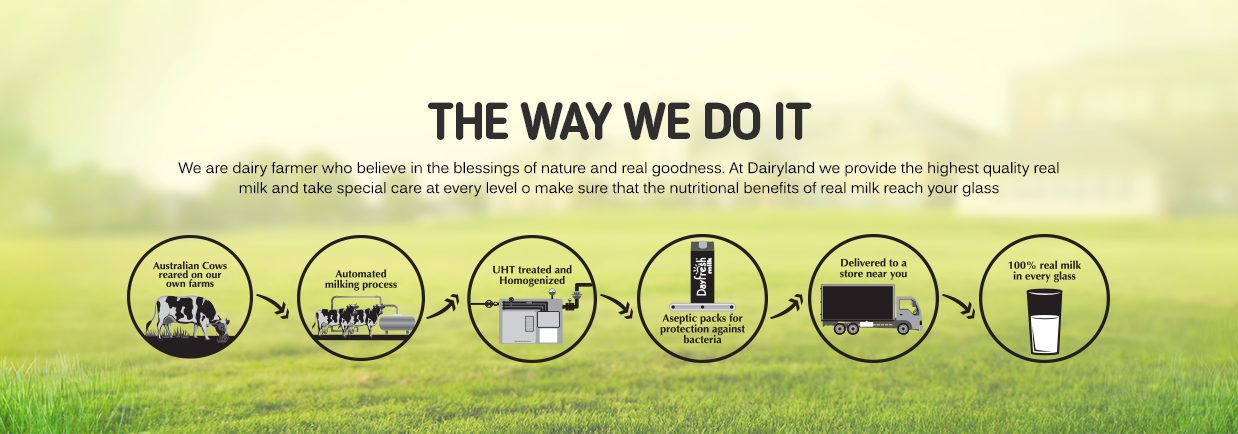 THE WAY WE DO IT
We are dairy farmer who believe in the blessings of nature and real goodness. At Dairyland we provide the highest quality real
milk and take special care at every level o make sure that the nutritional benefits of real milk reach your glass
Australian Cows
reared on our
own farms
Automated
milking process
UHT treated and
Homogenized
Dayfresh
milk
Aseptic packs for
protection against
bacteria
Delivered to a
store near you
100% real milk
in every glass